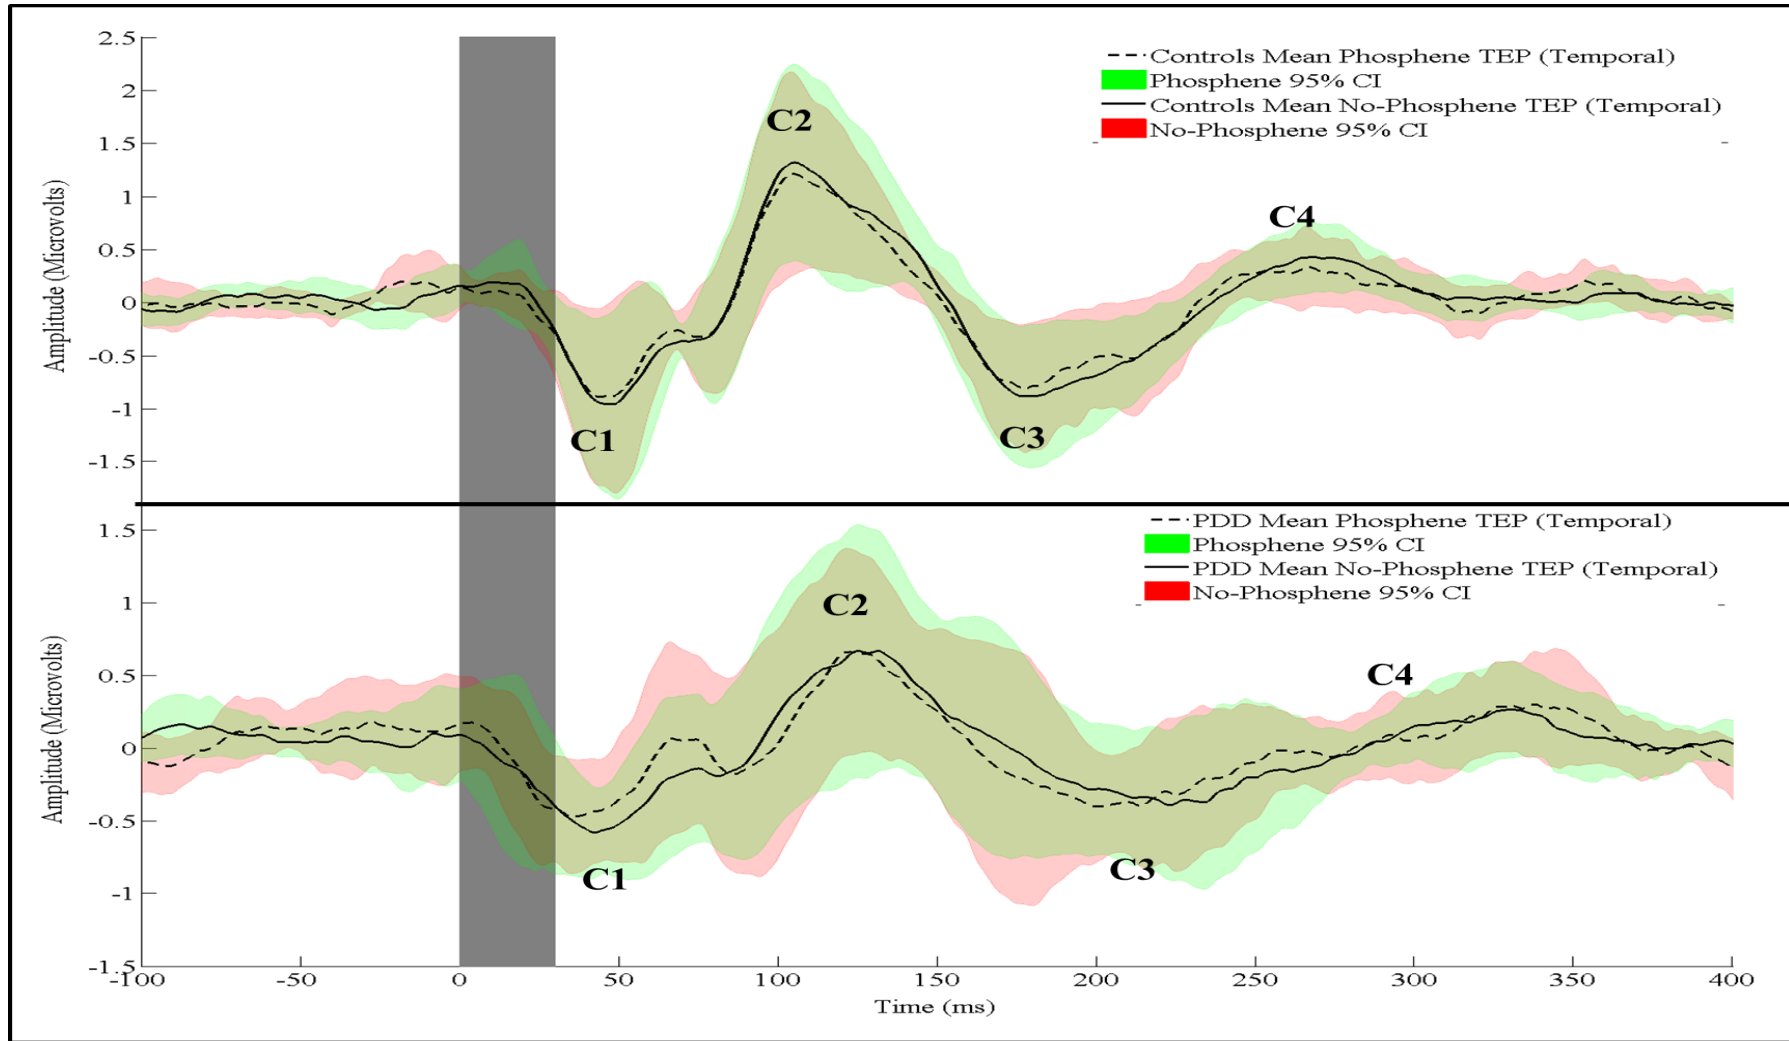 2.5
2
1.5
1
0.5
0
-0.5
-1
-1.5
Amplitude (Microvolts)
Controls Mean Phosphene TEP (Temporal)
Phosphene 95% CI
Controls Mean No-Phosphene TEP (Temporal)
No-Phosphene 95% CI
C1
C2
C3
C4
1.5
1
0.5
0
-0.5
-1
-1.5
Amplitude (Microvolts)
PDD Mean Phosphene TEP (Temporal)
Phosphene 95% CI
PDD Mean No-Phosphene TEP (Temporal)
No-Phosphene 95% CI
C1
C2
C3
C4
-100 -50 0 50 100 150 200 250 300 350 400
Time (ms)